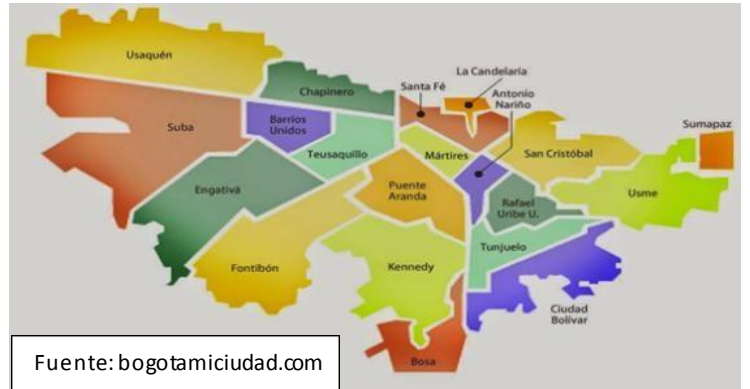 Usaquén
Chapinero
Santa Fé
La Candelaría
Antonio
Nariño
Sumapaz
Suba
Barrios
Unidos
Teusaquillo
Mártires
San Cristóbal
Engativá
Puente
Aranda
Rafael
Uribe U.
Usme
Fontibón
Kennedy
Tunjuelo
Ciudad
Bolívar
Bosa
Fuente: bogotamiciudad.com